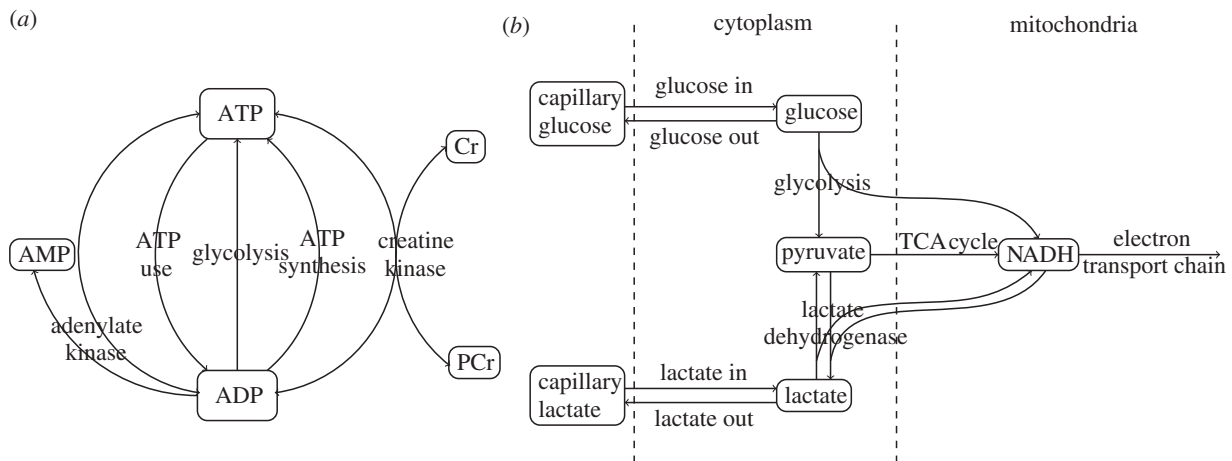 (a)
ATP
Cr
AMP
ATP
use
glycolysis
ATP
synthesis
creatine
kinase
adenylate
kinase
ADP
PCr
(b)
cytoplasm
mitochondria
capillary
glucose
glucose in
glucose out
glucose
glycolysis
pyruvate
TCA cycle
NADH
electron
transport chain
lactate
dehydrogenase
capillary
lactate
lactate in
lactate out
lactate